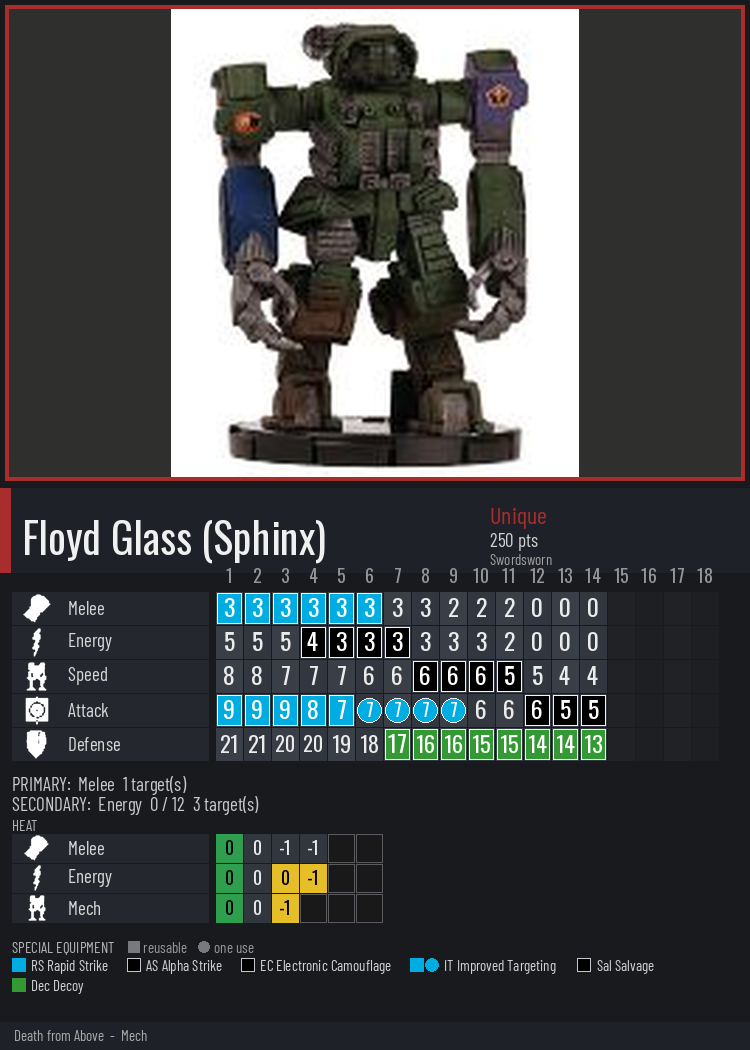 Floyd Glass (Sphinx)
Unique
250 pts
Swordsworn
1 2 3 4 5 6 7 8 9 10 11 12 13 14 15 16 17 18
Melee 3 3 3 3 3 3 3 3 2 2 2 0 0 0
Energy 5 5 5 4 3 3 3 3 3 3 2 0 0 0
Speed 8 8 7 7 7 6 6 6 6 6 5 5 4 4
Attack 9 9 9 8 7 7 7 7 7 6 6 6 5 5
Defense 21 21 20 20 19 18 17 16 16 15 15 14 14 13
PRIMARY: Melee 1 target(s)
SECONDARY: Energy 0 / 12 3 target(s)
HEAT
Melee 0 0 -1 -1
Energy 0 0 0 -1
Mech 0 0 -1
SPECIAL EQUIPMENT reusable one use
RS Rapid Strike AS Alpha Strike EC Electronic Camouflage IT Improved Targeting Sal Salvage
Dec Decoy
Death from Above - Mech